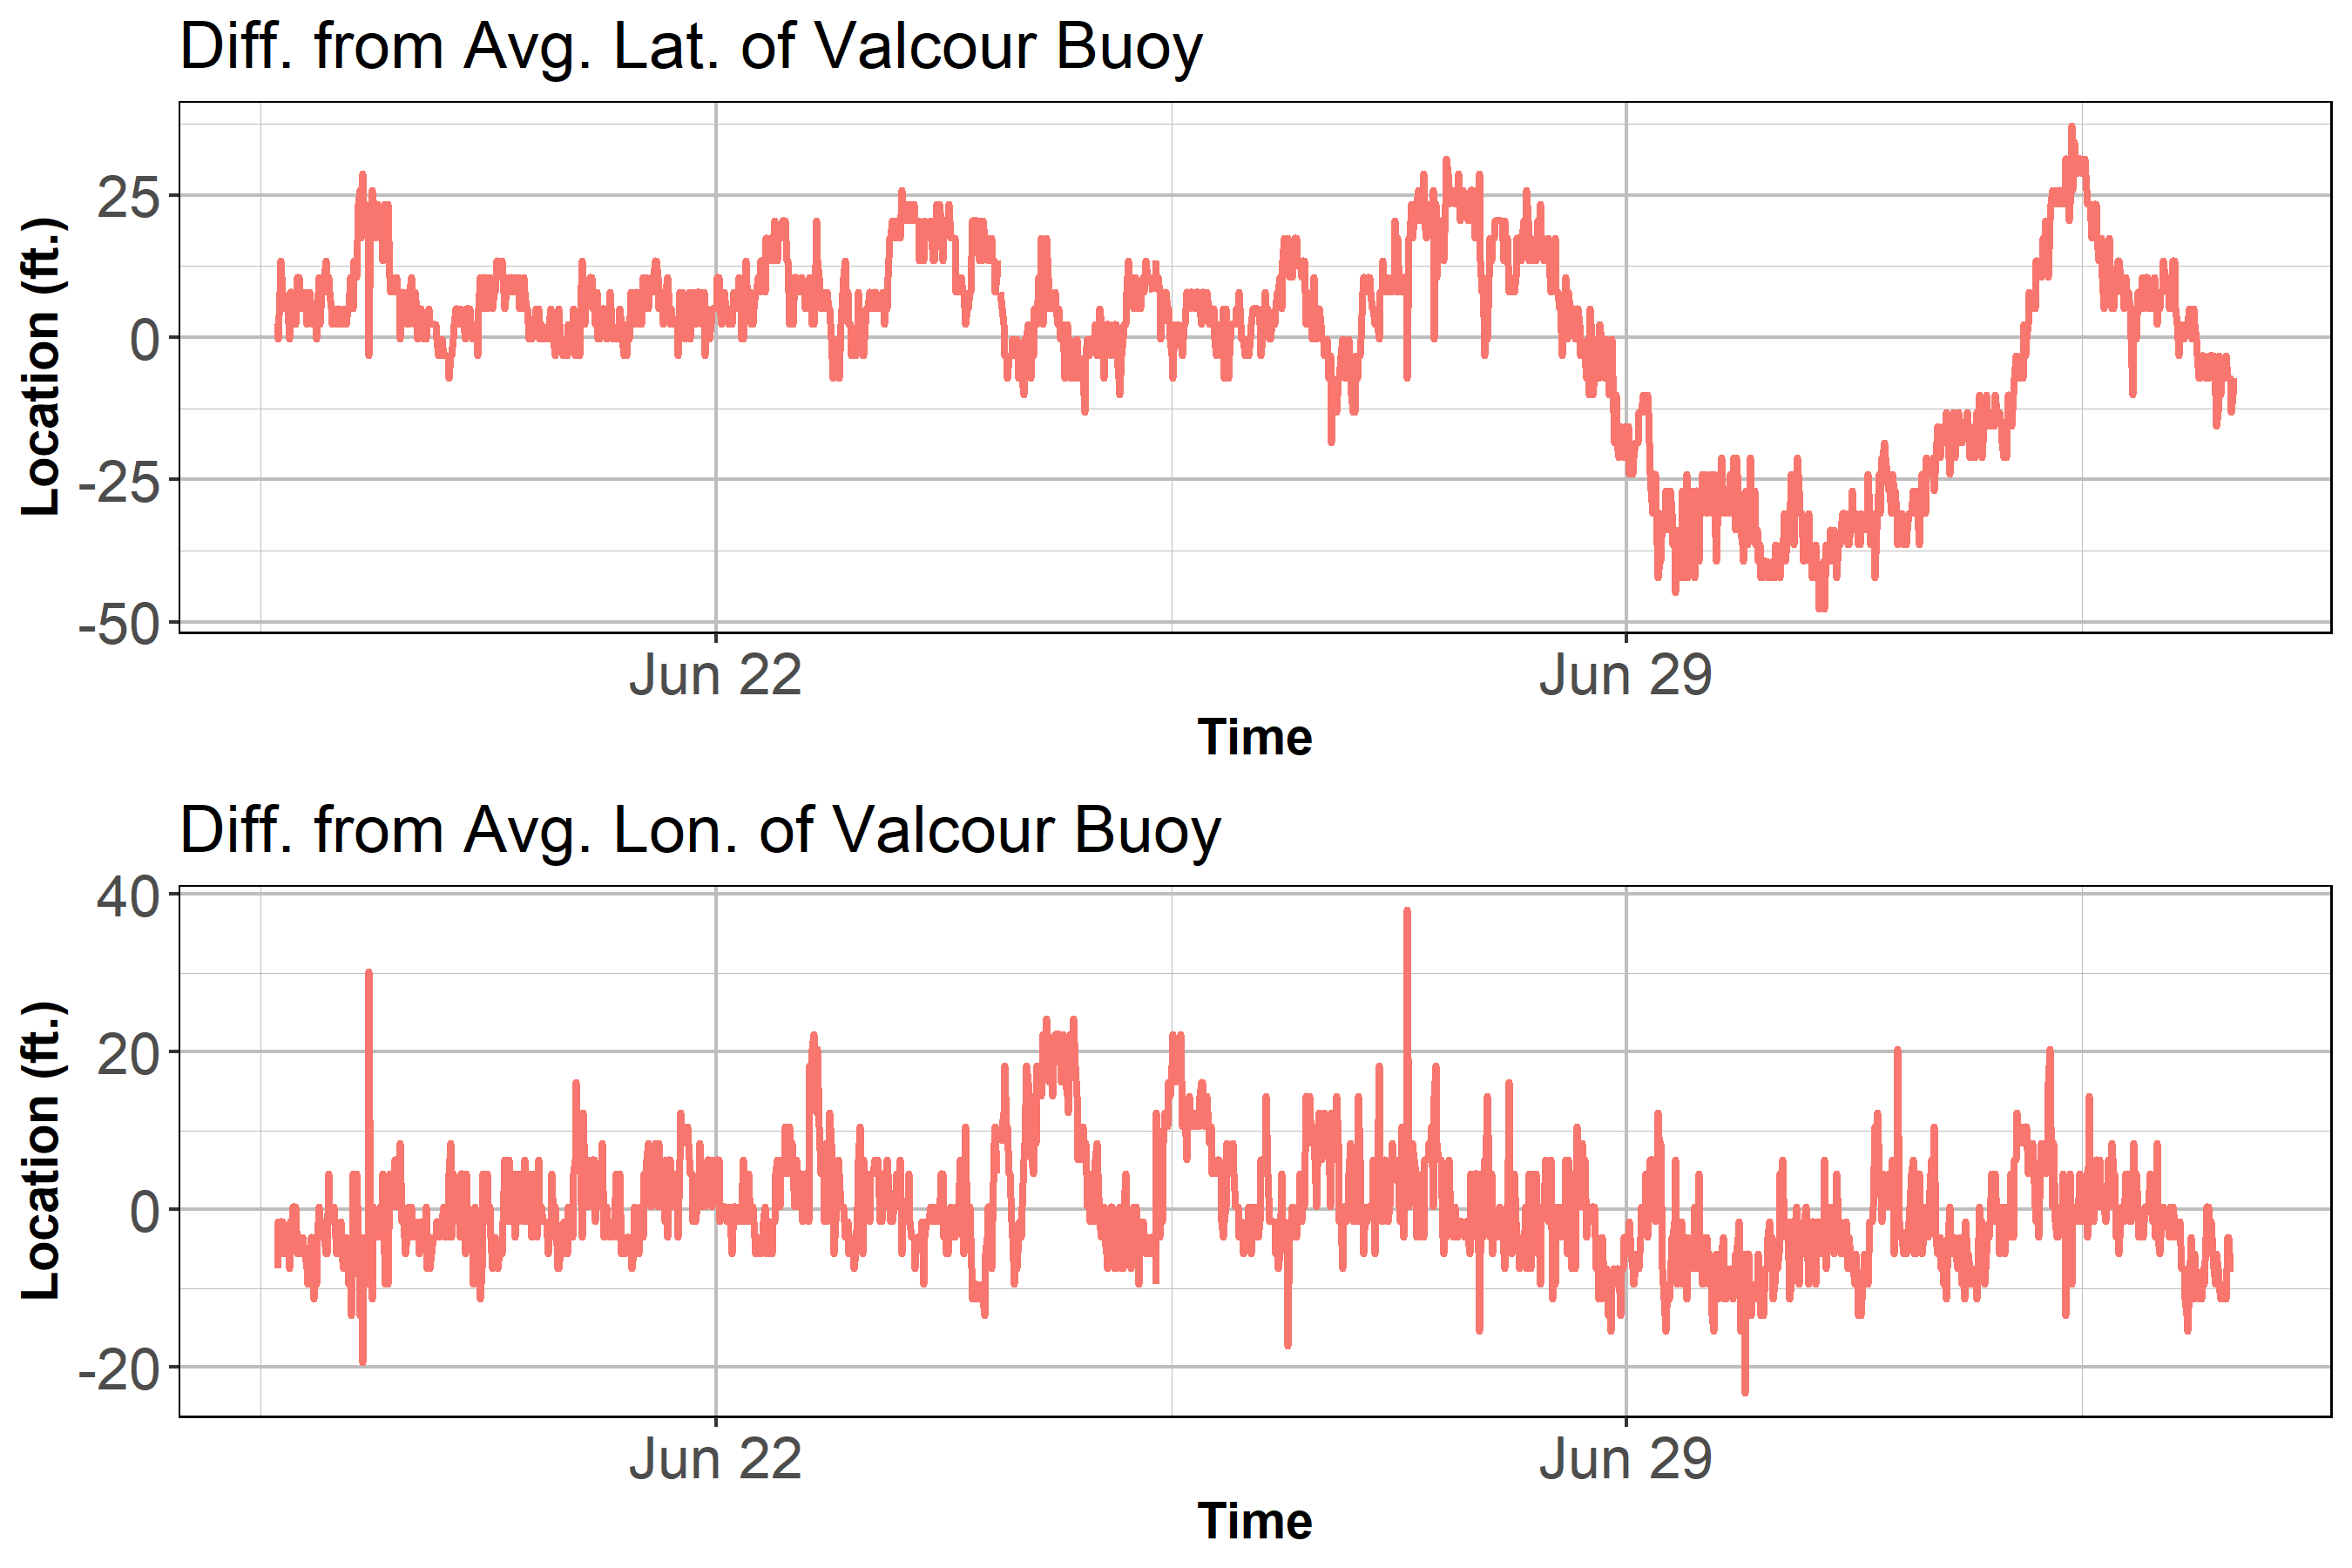 Diff. from Avg. Lat. of Valcour Buoy
Location (ft.)
25
0
-25
-50
Jun 22
Jun 29
Time
Diff. from Avg. Lon. of Valcour Buoy
Location (ft.)
40
20
0
-20
Jun 22
Jun 29
Time